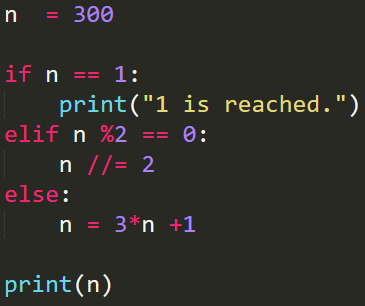 n  = 300

if n == 1:
    print("1 is reached.")
elif n %2 == 0:
    n //= 2
else:
    n = 3*n +1

print(n)